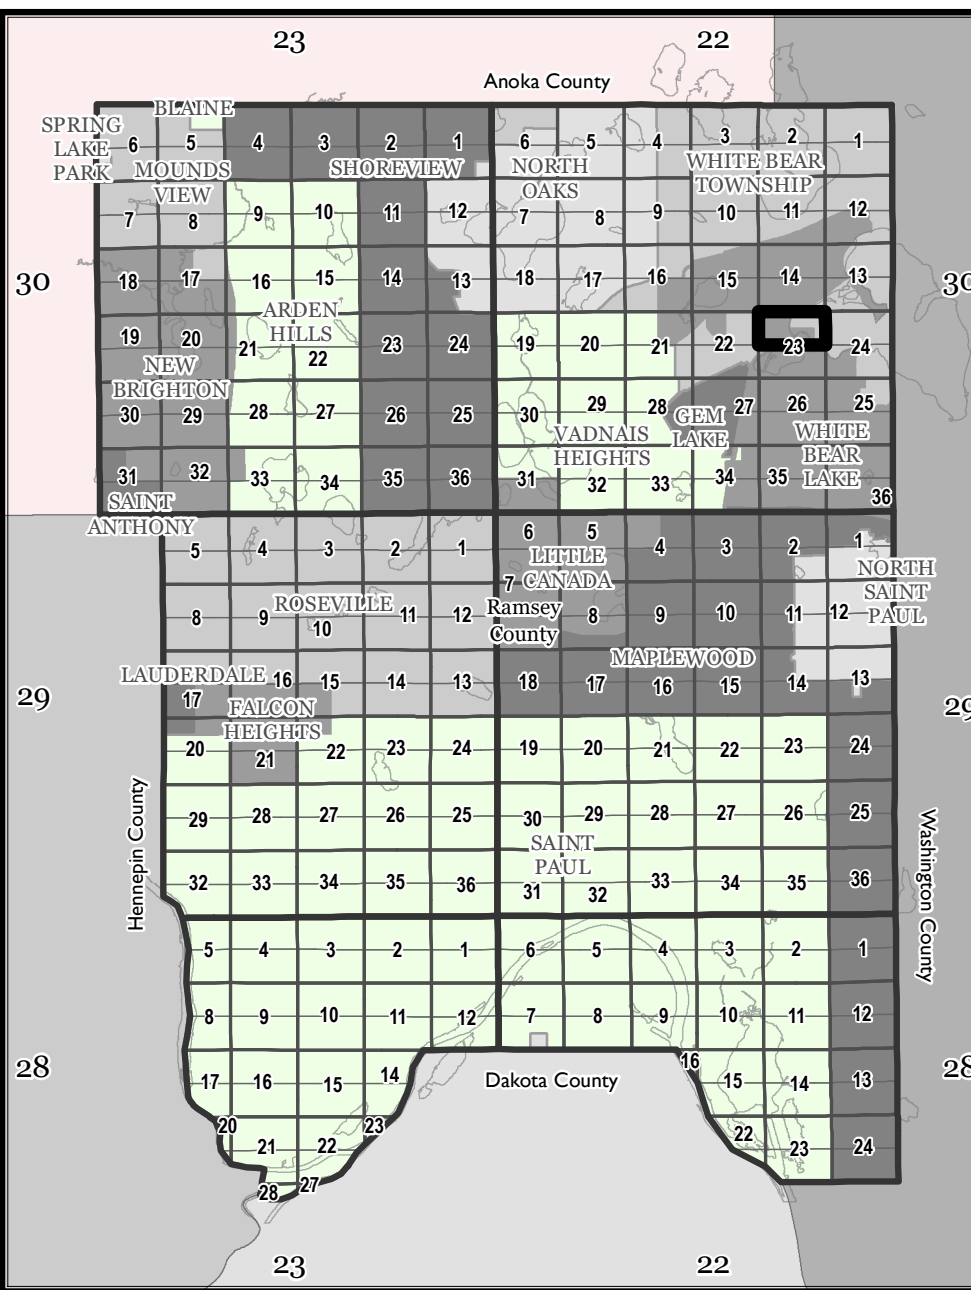 23 22
Anoka County
BLAINE
SPRING
LAKE
PARK
6 5 4 3 2 1 6 5 4 3 2 1
MOUNDS
VIEW
SHOREVIEW
NORTH
OAKS
WHITE BEAR
TOWNSHIP
7 8 9 10 11 12 7 8 9 10 11 12
30 18 17 16 15 14 13 18 17 16 15 14 13 30
ARDEN
HILLS
19 20 21 22 23 24 19 20 21 22 23 24
NEW
BRIGHTON
30 29 28 27 26 25 30 29 28 27 26 25
GEM
LAKE
VADNAIS
HEIGHTS
WHITE
BEAR
LAKE
31 32 33 34 35 36 31 32 33 34 35 36
SAINT
ANTHONY
5 4 3 2 1 6 5 4 3 2 1
LITTLE
CANADA
NORTH
SAINT
PAUL
ROSEVILLE
8 9 10 11 12 7 8 9 10 11 12
Ramsey
County
LAUDERDALE
MAPLEWOOD
29 17 16 15 14 13 18 17 16 15 14 13 29
FALCON
HEIGHTS
20 21 22 23 24 19 20 21 22 23 24
29 28 27 26 25 30 29 28 27 26 25
Hennepin County
Washington County
SAINT
PAUL
32 33 34 35 36 31 32 33 34 35 36
5 4 3 2 1 6 5 4 3 2 1
8 9 10 11 12 7 8 9 10 11 12
28 17 16 15 14 16 15 14 13 28
Dakota County
20 21 22 23 22 23 24
28 27
23 22